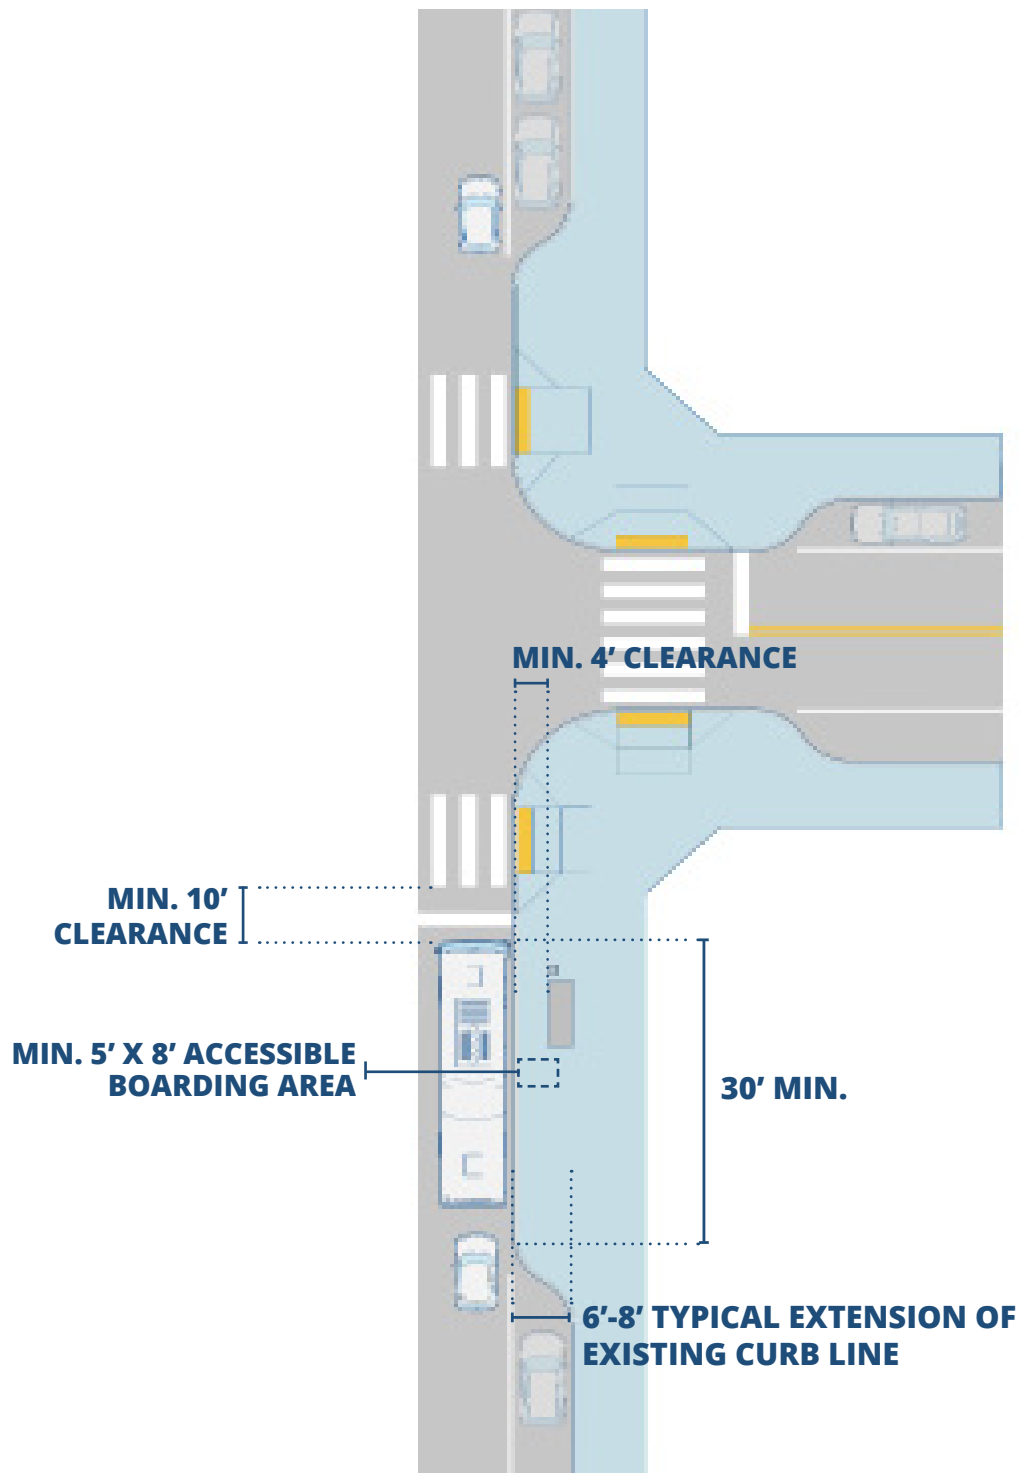 MIN. 4’ CLEARANCE
MIN. 10’
CLEARANCE
MIN. 5’ X 8’ ACCESSIBLE
BOARDING AREA
30’ MIN.
6’-8’ TYPICAL EXTENSION OF
EXISTING CURB LINE